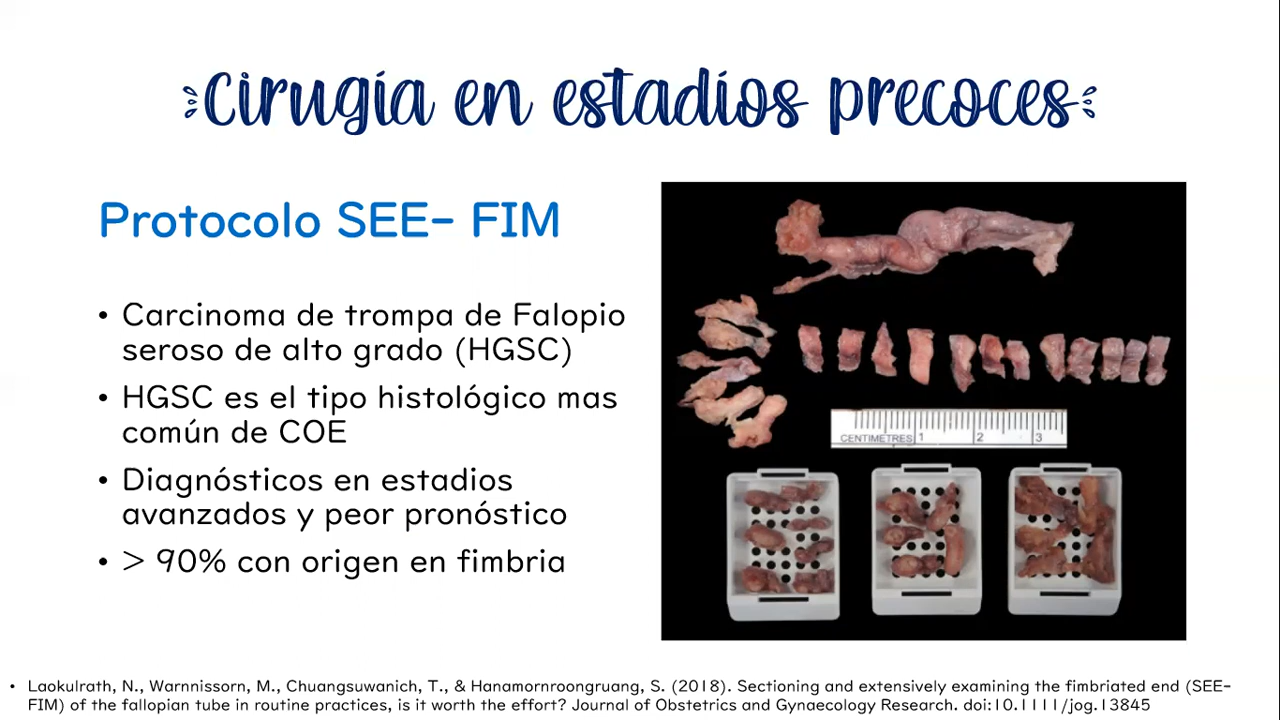 Cirugía en estadíos precoces
Protocolo SEE- FIM
• Carcinoma de trompa de Falopio
seroso de alto grado (HGSC)
• HGSC es el tipo histológico mas
común de COE
• Diagnósticos en estadios
avanzados y peor pronóstico
• > 90% con origen en fimbria
CENTIMETRES 1 2 3
• Laokulrath, N., Warnnissorn, M., Chuangsuwanich, T., & Hanamornroongruang, S. (2018). Sectioning and extensively examining the fimbriated end (SEE-
FIM) of the fallopian tube in routine practices, is it worth the effort? Journal of Obstetrics and Gynaecology Research. doi:10.1111/jog.13845